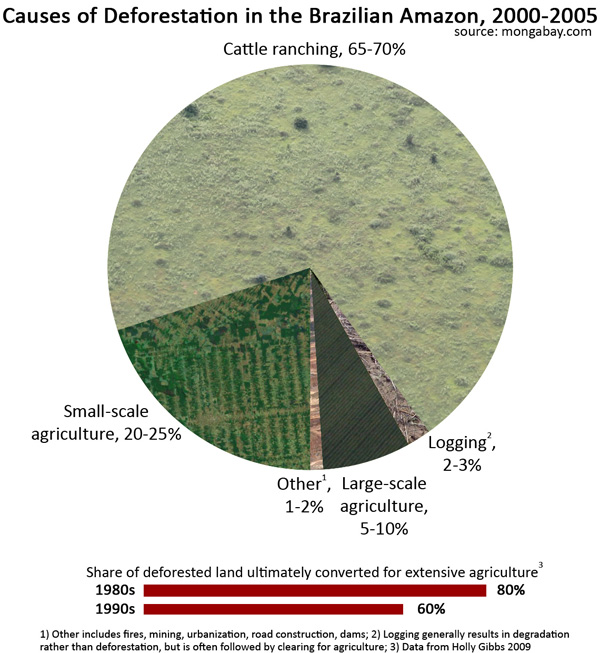 Causes of Deforestation in the Brazilian Amazon, 2000-2005
source: mongabay.com
Cattle ranching, 65-70%
Small-scale
agriculture, 20-25%
Logging²,
2-3%
Other¹,
1-2%
Large-scale
agriculture,
5-10%
Share of deforested land ultimately converted for extensive agriculture³
1980s 80%
1990s 60%
1) Other includes fires, mining, urbanization, road construction, dams; 2) Logging generally results in degradation
rather than deforestation, but is often followed by clearing for agriculture; 3) Data from Holly Gibbs 2009